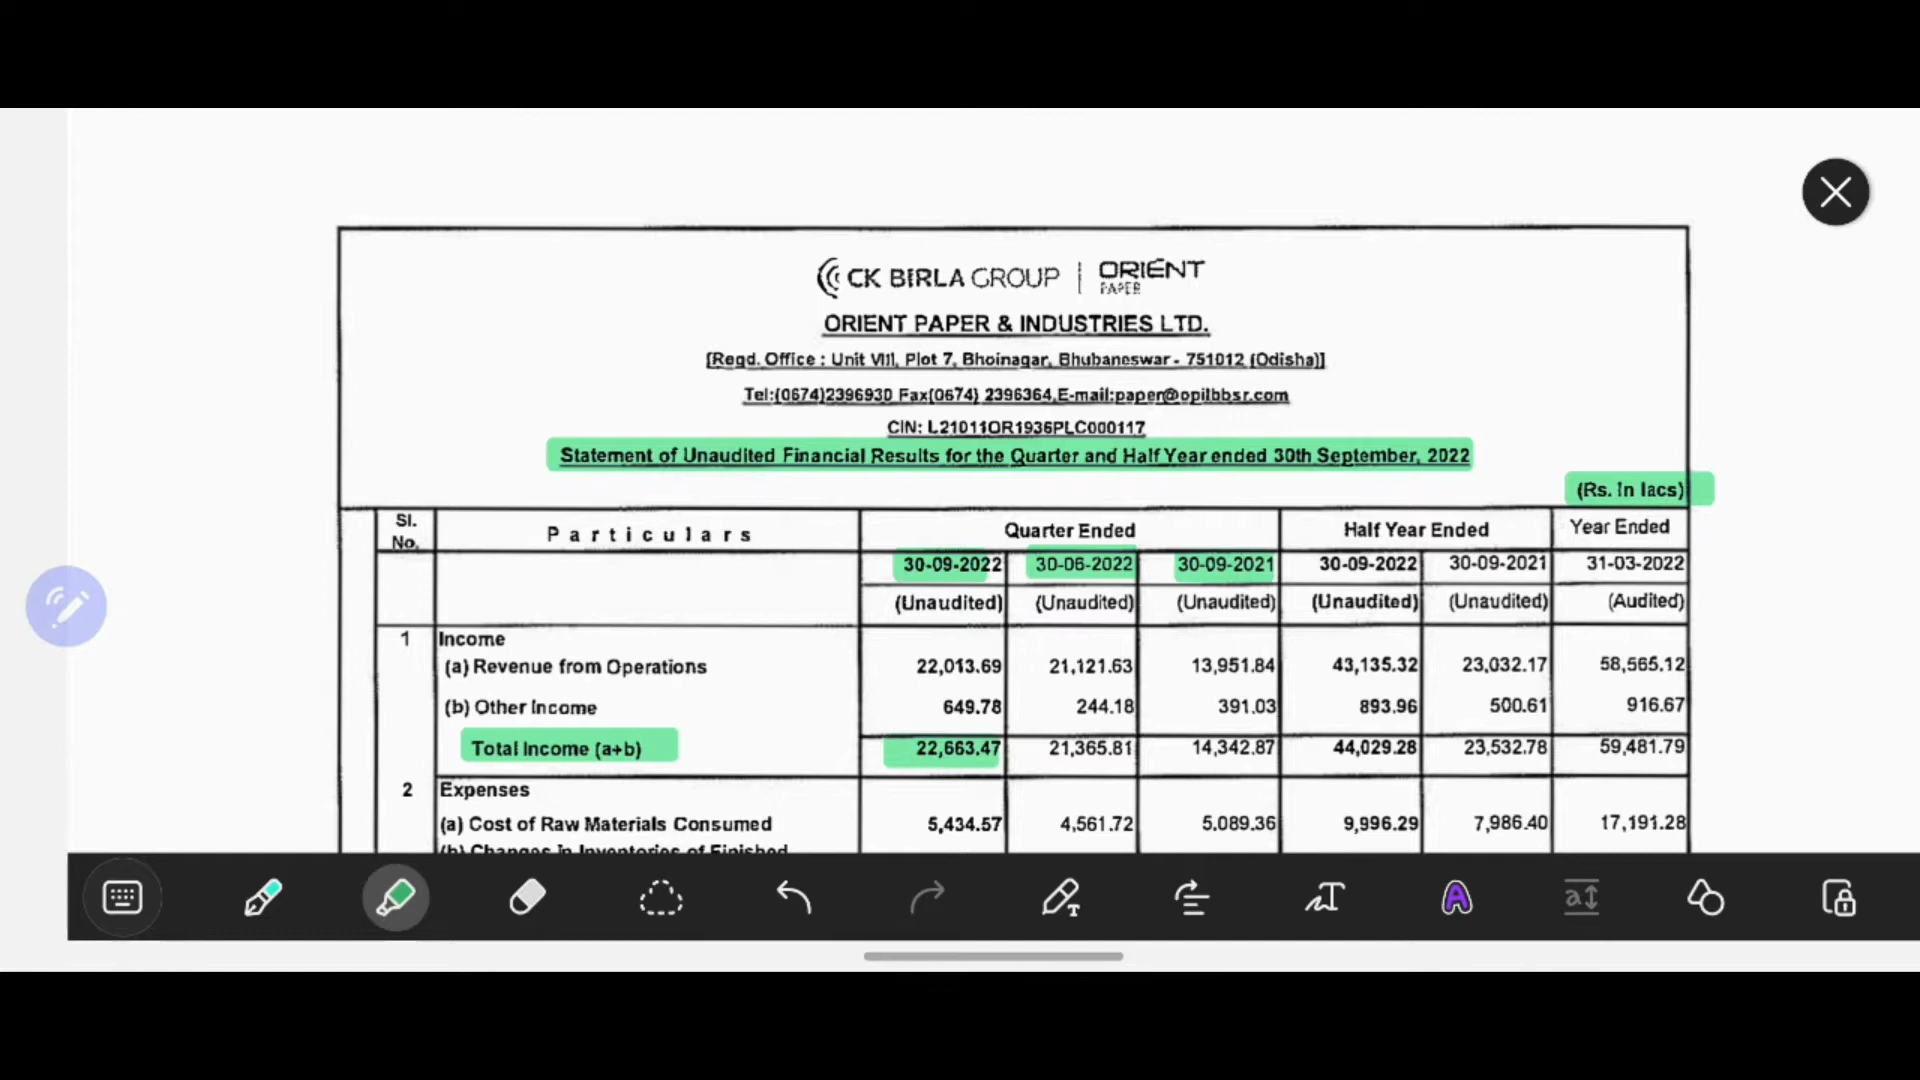 CK BIRLA GROUP | ORIENT PAPER
ORIENT PAPER & INDUSTRIES LTD.
[Regd. Office : Unit VIII, Plot 7, Bhoinagar, Bhubaneswar - 751012 (Odisha)]
Tel:(0674)2396930 Fax(0674) 2396364,E-mail:paper@opilbbsr.com
CIN: L21011OR1936PLC000117
Statement of Unaudited Financial Results for the Quarter and Half Year ended 30th September, 2022
(Rs. In lacs)
Sl. No. Particulars Quarter Ended Half Year Ended Year Ended
30-09-2022 30-06-2022 30-09-2021 30-09-2022 30-09-2021 31-03-2022
(Unaudited) (Unaudited) (Unaudited) (Unaudited) (Unaudited) (Audited)
1 Income
(a) Revenue from Operations 22,013.69 21,121.63 13,951.84 43,135.32 23,032.17 58,565.12
(b) Other Income 649.78 244.18 391.03 893.96 500.61 916.67
Total Income (a+b) 22,663.47 21,365.81 14,342.87 44,029.28 23,532.78 59,481.79
2 Expenses
(a) Cost of Raw Materials Consumed 5,434.57 4,561.72 5.089.36 9,996.29 7,986.40 17,191.28
(b) Changes In Inventories of Finished